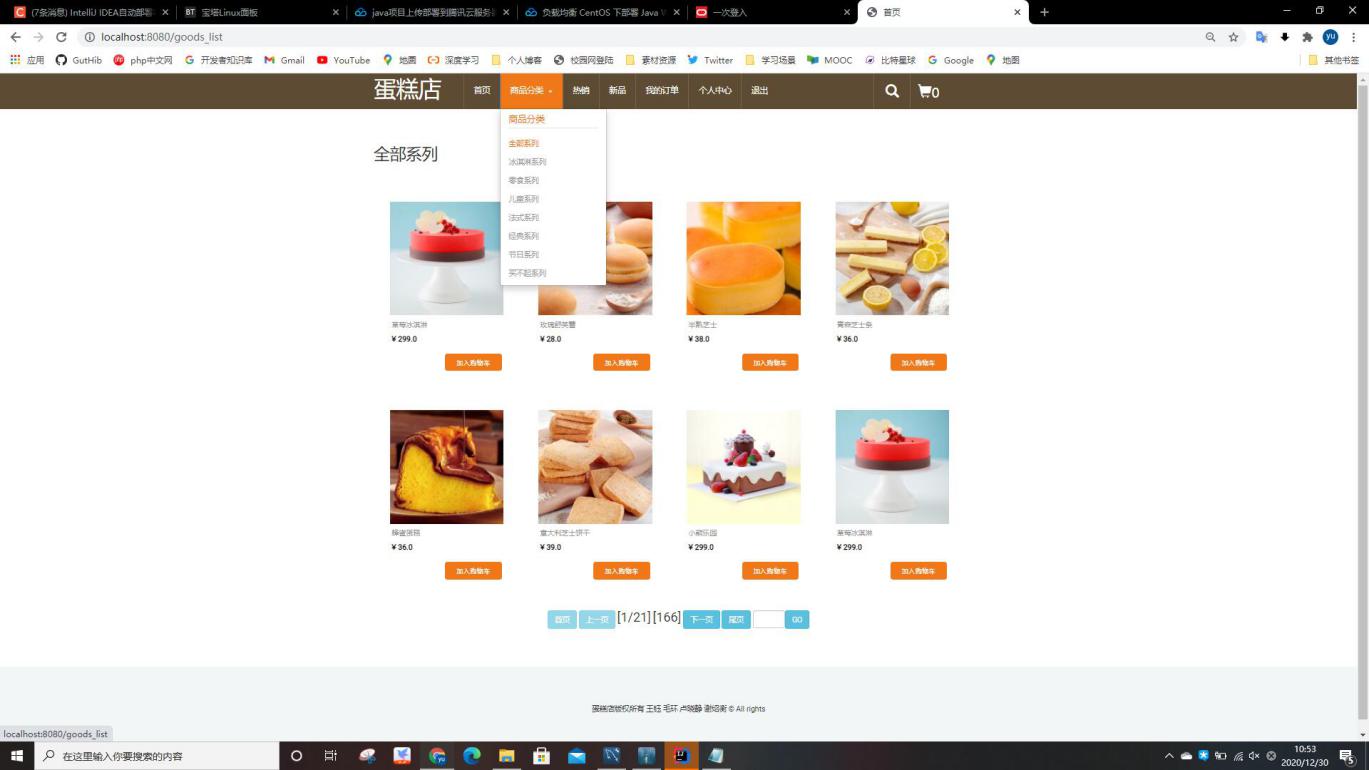 (7条消息) IntelliJ IDEA自动部署
宝塔Linux面板
java项目上传部署到腾讯云服务
负载均衡 CentOS 下部署 Java W
一次登入
首页
localhost:8080/goods_list
应用 GutHib php中文网 开发者知识库 Gmail YouTube 地图 深度学习 个人博客 校园网登陆 素材资源 Twitter 学习场景 MOOC 比特星球 Google 地图 其他书签
蛋糕店 首页 商品分类 热销 新品 我的订单 个人中心 退出 0
商品分类
全部系列
冰淇淋系列
零食系列
儿童系列
法式系列
经典系列
节日系列
买不起系列
全部系列
草莓冰淇淋 玫瑰舒芙蕾 半熟芝士 青森芝士条
¥ 299.0 ¥ 28.0 ¥ 38.0 ¥ 36.0
加入购物车 加入购物车 加入购物车 加入购物车
蜂蜜蛋糕 意大利芝士饼干 小熊乐园 草莓冰淇淋
¥ 36.0 ¥ 39.0 ¥ 299.0 ¥ 299.0
加入购物车 加入购物车 加入购物车 加入购物车
首页 上一页 [1/21] [166] 下一页 尾页 GO
蛋糕店版权所有 王钰 毛环 卢晓静 谢绍衡 © All rights
localhost:8080/goods_list
在这里输入你要搜索的内容
10:53
2020/12/30
5